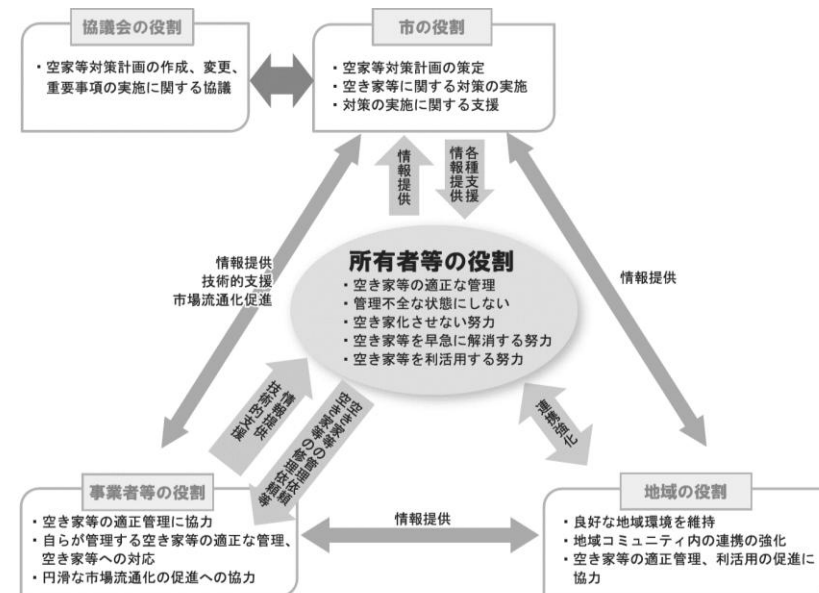 協議会の役割
・空家等対策計画の作成、変更、
重要事項の実施に関する協議
市の役割
・空家等対策計画の策定
・空き家等に関する対策の実施
・対策の実施に関する支援
情報提供
各種支援
情報提供
情報提供
技術的支援
市場流通化促進
情報提供
所有者等の役割
・空き家等の適正な管理
・管理不全な状態にしない
・空き家化させない努力
・空き家等を早急に解消する努力
・空き家等を利活用する努力
情報提供
技術的支援
空き家等の管理依頼
空き家等の修理依頼等
連携強化
事業者等の役割
・空き家等の適正管理に協力
・自らが管理する空き家等の適正な管理、
空き家等への対応
・円滑な市場流通化の促進への協力
情報提供
地域の役割
・良好な地域環境を維持
・地域コミュニティ内の連携の強化
・空き家等の適正管理、利活用の促進に
協力